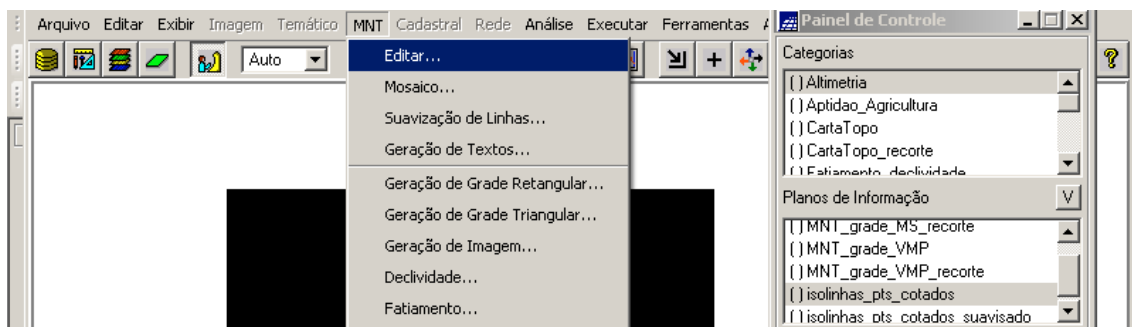 Arquivo Editar Exibir Imagem Temático MNT Cadastral Rede Análise Executar Ferramentas
Auto
Editar...
Mosaico...
Suavização de Linhas...
Geração de Textos...
Geração de Grade Retangular...
Geração de Grade Triangular...
Geração de Imagem...
Declividade...
Fatiamento...
Painel de Controle
Categorias
( ) Altimetria
( ) Aptidao_Agricultura
( ) CartaTopo
( ) CartaTopo_recorte
( ) Fatiamento_declividade
Planos de Informação V
( ) MNT_grade_MS_recorte
( ) MNT_grade_VMP
( ) MNT_grade_VMP_recorte
( ) isolinhas_pts_cotados
( ) isolinhas_pts_cotados_suavisado